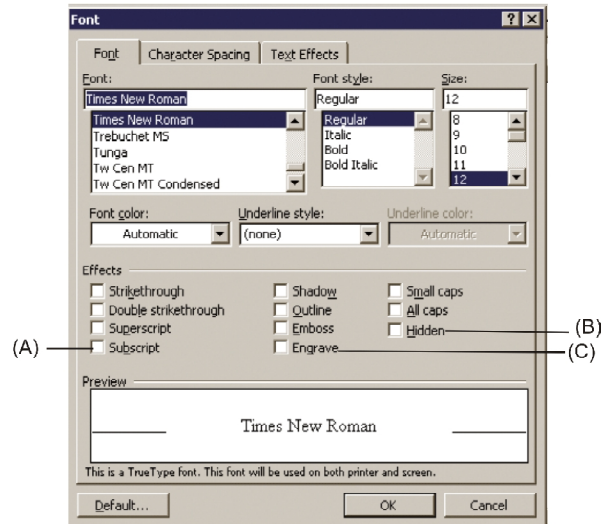 Font
Font Character Spacing Text Effects
Font: Font style: Size:
Times New Roman Regular 12
Times New Roman Regular 8
Trebuchet MS Italic 9
Tunga Bold 10
Tw Cen MT Bold Italic 11
Tw Cen MT Condensed 12
Font color: Underline style: Underline color:
Automatic (none) Automatic
Effects
Strikethrough Shadow Small caps
Double strikethrough Outline All caps
Superscript Emboss Hidden (B)
(A) Subscript Engrave (C)
Preview
Times New Roman
This is a TrueType font. This font will be used on both printer and screen.
Default... OK Cancel